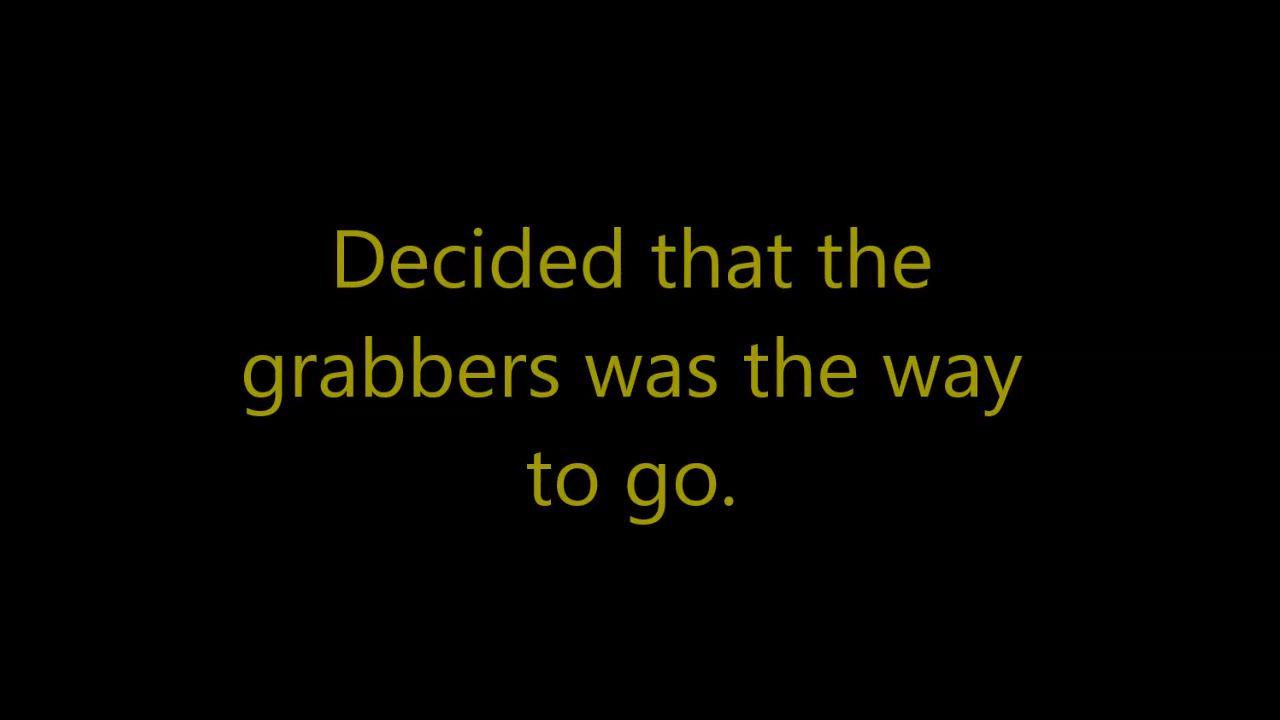 Decided that the
grabbers was the way
to go.